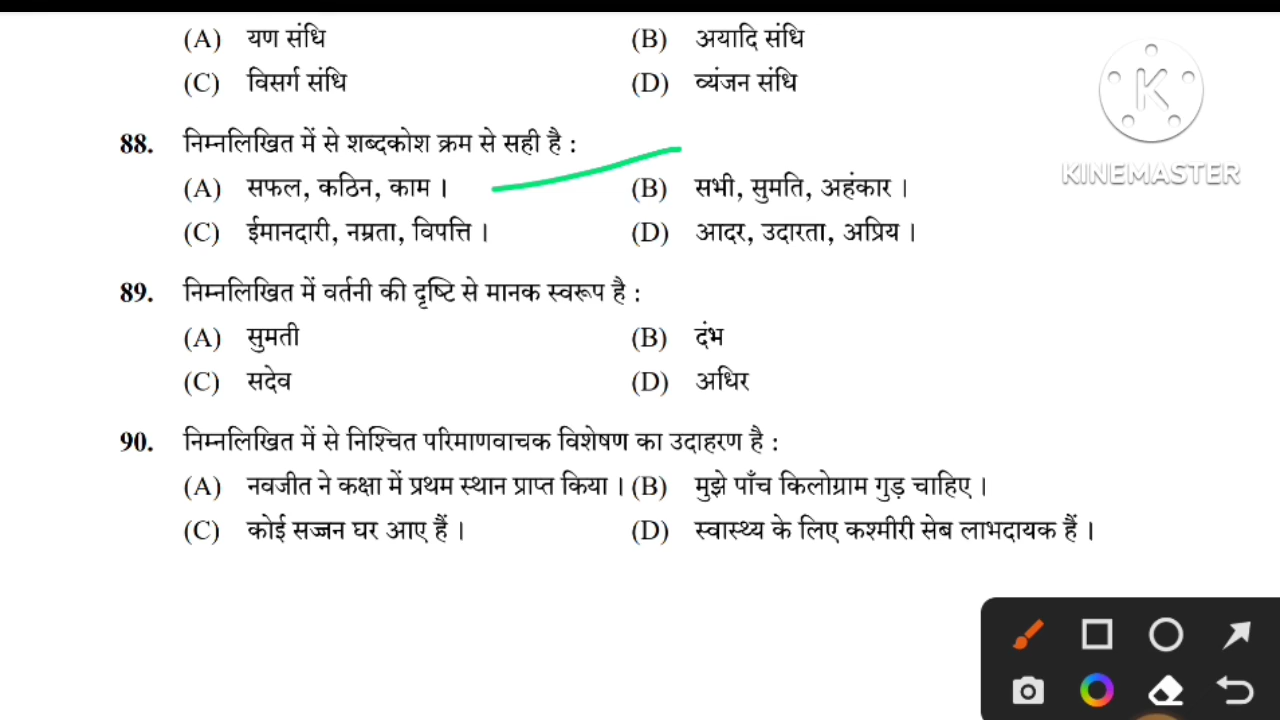 (A) यण संधि (B) अयादि संधि
(C) विसर्ग संधि (D) व्यंजन संधि
88. निम्नलिखित में से शब्दकोश क्रम से सही है :
(A) सफल, कठिन, काम । (B) सभी, सुमति, अहंकार ।
(C) ईमानदारी, नम्रता, विपत्ति । (D) आदर, उदारता, अप्रिय ।
89. निम्नलिखित में वर्तनी की दृष्टि से मानक स्वरूप है :
(A) सुमती (B) दंभ
(C) सदेव (D) अधिर
90. निम्नलिखित में से निश्चित परिमाणवाचक विशेषण का उदाहरण है :
(A) नवजीत ने कक्षा में प्रथम स्थान प्राप्त किया । (B) मुझे पाँच किलोग्राम गुड़ चाहिए ।
(C) कोई सज्जन घर आए हैं । (D) स्वास्थ्य के लिए कश्मीरी सेब लाभदायक हैं ।
K
KINEMASTER